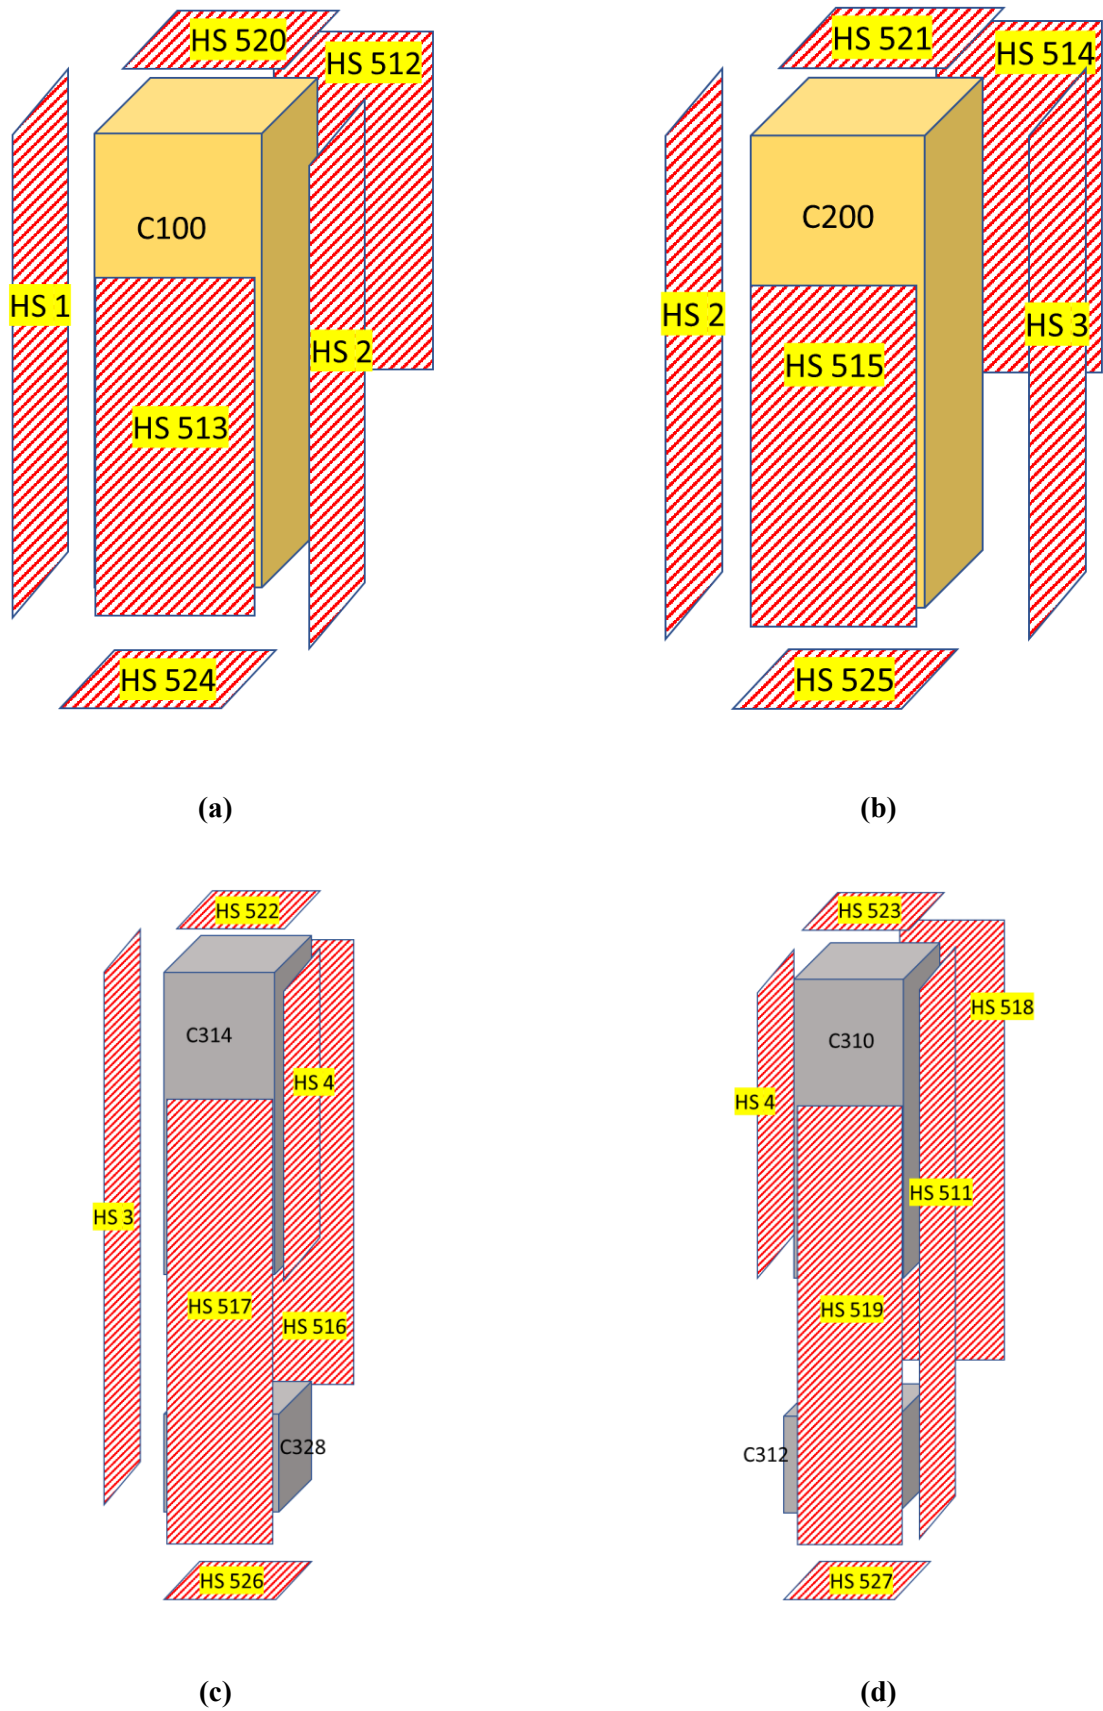 HS 520
HS 512
C100
HS 1
HS 2
HS 513
HS 524
(a)
HS 521
HS 514
C200
HS 2
HS 3
HS 515
HS 525
(b)
HS 522
C314
HS 4
HS 3
HS 517
HS 516
C328
HS 526
(c)
HS 523
HS 518
C310
HS 4
HS 511
HS 519
C312
HS 527
(d)